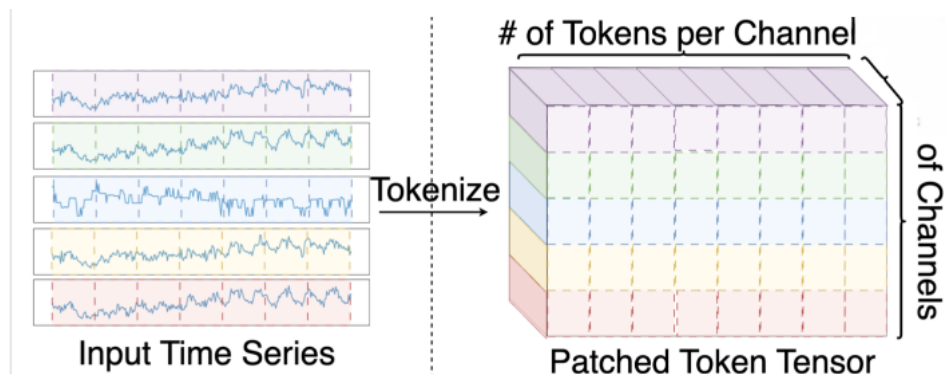 # of Tokens per Channel
Tokenize
of Channels
Input Time Series
Patched Token Tensor